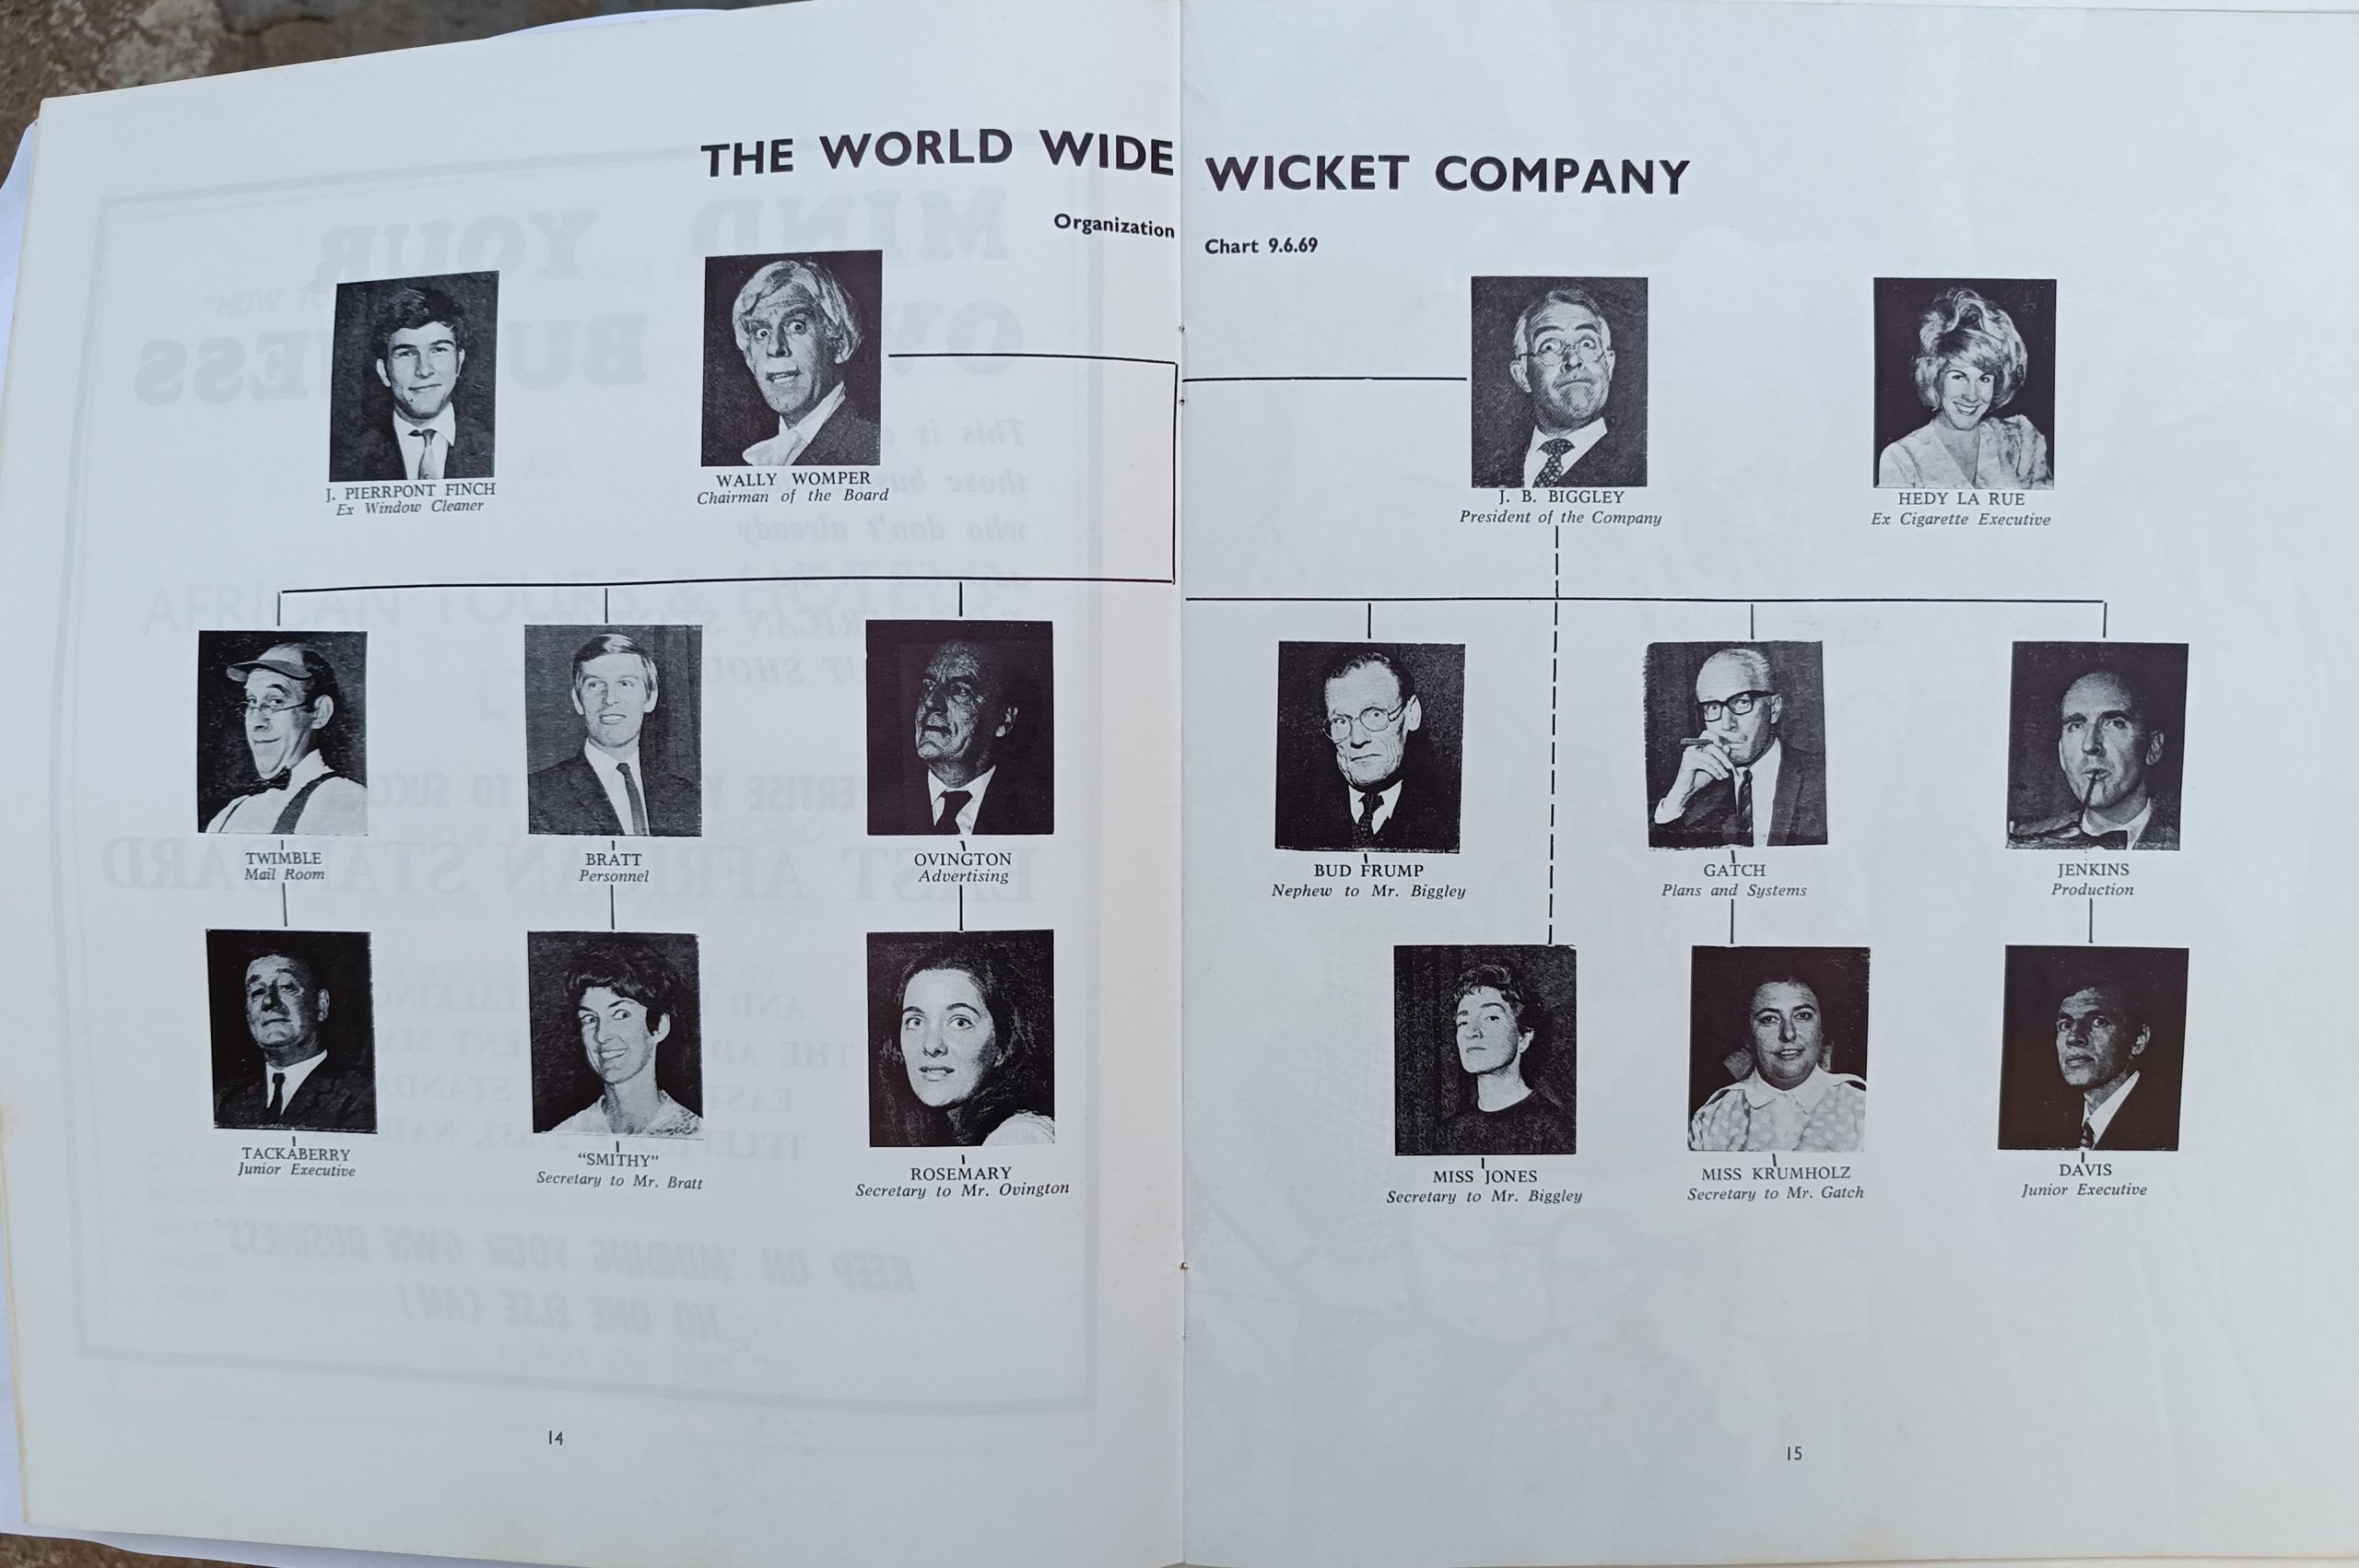 THE WORLD WIDE WICKET COMPANY
Organization Chart 9.6.69
J. PIERRPONT FINCH
Ex Window Cleaner
WALLY WOMPER
Chairman of the Board
J. B. BIGGLEY
President of the Company
HEDY LA RUE
Ex Cigarette Executive
TWIMBLE
Mail Room
BRATT
Personnel
OVINGTON
Advertising
BUD FRUMP
Nephew to Mr. Biggley
GATCH
Plans and Systems
JENKINS
Production
TACKABERRY
Junior Executive
"SMITHY"
Secretary to Mr. Bratt
ROSEMARY
Secretary to Mr. Ovington
MISS JONES
Secretary to Mr. Biggley
MISS KRUMHOLZ
Secretary to Mr. Gatch
DAVIS
Junior Executive
14
15